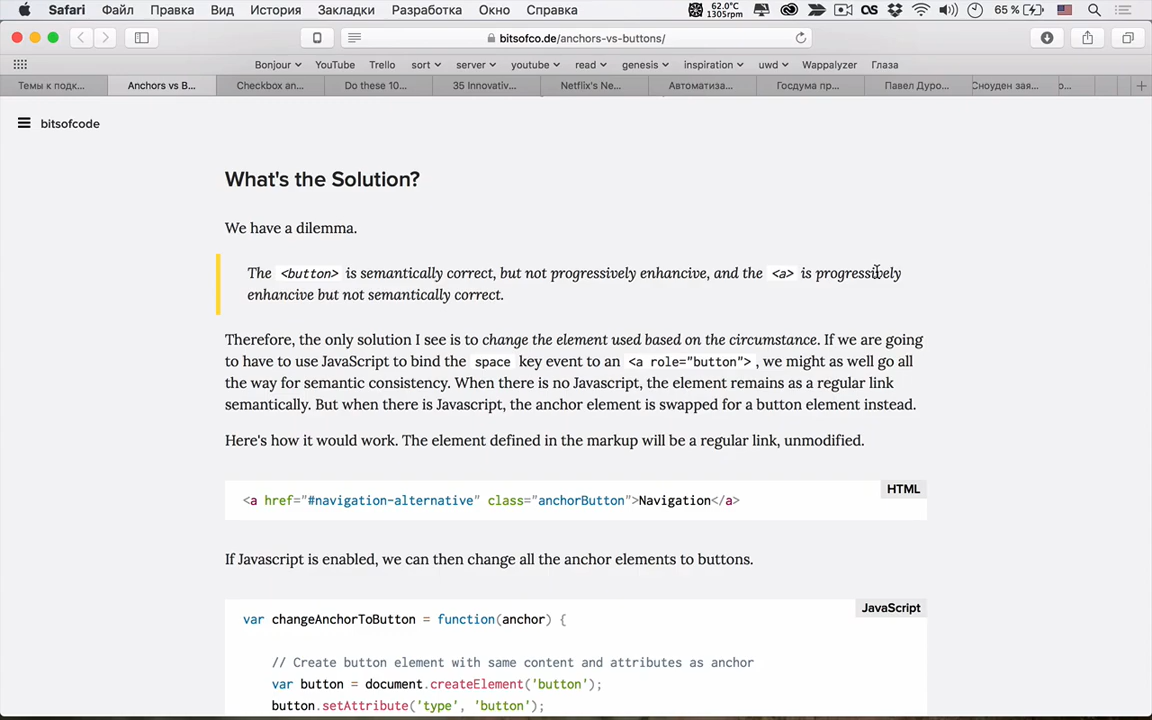 Safari Файл Правка Вид История Закладки Разработка Окно Справка 62.0°C 1305rpm 65 %
bitsofco.de/anchors-vs-buttons/
Bonjour YouTube Trello sort server youtube read genesis inspiration uwd Wappalyzer Глаза
Темы к подк... Anchors vs B... Checkbox an... Do these 10... 35 Innovativ... Netflix's Ne... Автоматиза... Госдума пр... Павел Дуро... Сноуден зая... о...
bitsofcode
What's the Solution?
We have a dilemma.
The <button> is semantically correct, but not progressively enhancive, and the <a> is progressively
enhancive but not semantically correct.
Therefore, the only solution I see is to change the element used based on the circumstance. If we are going
to have to use JavaScript to bind the space key event to an <a role="button">, we might as well go all
the way for semantic consistency. When there is no Javascript, the element remains as a regular link
semantically. But when there is Javascript, the anchor element is swapped for a button element instead.
Here's how it would work. The element defined in the markup will be a regular link, unmodified.
HTML
<a href="#navigation-alternative" class="anchorButton">Navigation</a>
If Javascript is enabled, we can then change all the anchor elements to buttons.
JavaScript
var changeAnchorToButton = function(anchor) {
// Create button element with same content and attributes as anchor
var button = document.createElement('button');
button.setAttribute('type', 'button');